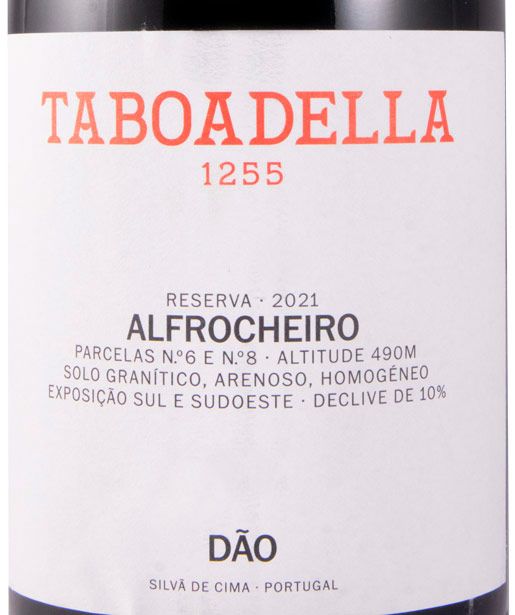 TABOADELLA
1255
RESERVA · 2021
ALFROCHEIRO
PARCELAS N.º6 E N.º8 · ALTITUDE 490M
SOLO GRANÍTICO, ARENOSO, HOMOGÉNEO
EXPOSIÇÃO SUL E SUDOESTE · DECLIVE DE 10%
DÃO
SILVÃ DE CIMA · PORTUGAL